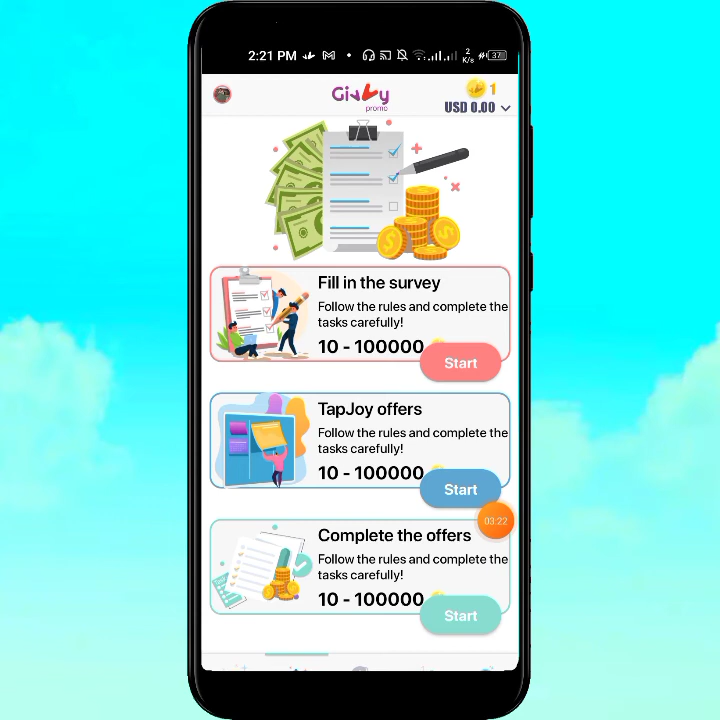 2:21 PM
2
K/s
37
Givvy
promo
1
USD 0.00
Fill in the survey
Follow the rules and complete the
tasks carefully!
10 - 100000
Start
TapJoy offers
Follow the rules and complete the
tasks carefully!
10 - 100000
Start
03:22
Complete the offers
Follow the rules and complete the
tasks carefully!
10 - 100000
Start